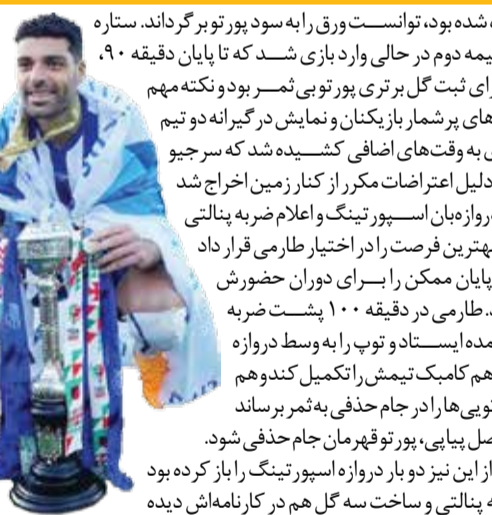 شده بود، توانست ورق را به سود پورتو برگرداند. ستاره
یمه دوم در حالی وارد بازی شد که تا پایان دقیقه ۹۰،
رای ثبت گل برتری پورتو بی‌ثمر بود و نکته مهم
های پرشمار بازیکنان و نمایش درگیرانه دو تیم
ی به وقت‌های اضافی کشیده شد که سرجیو
دلیل اعتراضات مکرر از کنار زمین اخراج شد
روازه‌بان اسپورتینگ و اعلام ضربه پنالتی
بهترین فرصت را در اختیار طارمی قرار داد
پایان ممکن را برای دوران حضورش
د. طارمی در دقیقه ۱۰۰ پشت ضربه
مده ایستاد و توپ را به وسط دروازه
هم کامبک تیمش را تکمیل کند و هم
گویی‌ها را در جام حذفی به ثمر برساند
صل پیاپی، پورتو قهرمان جام حذفی شود.
از این نیز دو بار دروازه اسپورتینگ را باز کرده بود
ه پنالتی و ساخت سه گل هم در کارنامه‌اش دیده